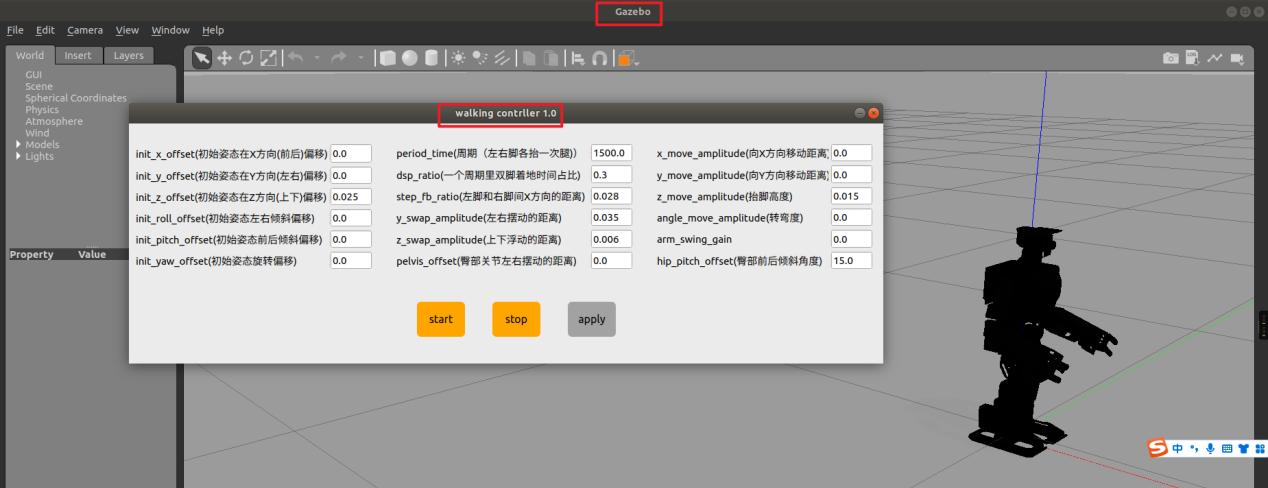 Gazebo
File Edit Camera View Window Help
World Insert Layers
GUI
Scene
Spherical Coordinates
Physics
Atmosphere
Wind
Models
Lights
Property Value
walking contrller 1.0
init_x_offset(初始姿态在X方向(前后)偏移) 0.0
period_time(周期（左右脚各抬一次腿)） 1500.0
x_move_amplitude(向X方向移动距离) 0.0
init_y_offset(初始姿态在Y方向(左右)偏移) 0.0
dsp_ratio(一个周期里双脚着地时间占比) 0.3
y_move_amplitude(向Y方向移动距离) 0.0
init_z_offset(初始姿态在Z方向(上下)偏移) 0.025
step_fb_ratio(左脚和右脚间X方向的距离) 0.028
z_move_amplitude(抬脚高度) 0.015
init_roll_offset(初始姿态左右倾斜偏移) 0.0
y_swap_amplitude(左右摆动的距离) 0.035
angle_move_amplitude(转弯度) 0.0
init_pitch_offset(初始姿态前后倾斜偏移) 0.0
z_swap_amplitude(上下浮动的距离) 0.006
arm_swing_gain 0.0
init_yaw_offset(初始姿态旋转偏移) 0.0
pelvis_offset(臀部关节左右摆动的距离) 0.0
hip_pitch_offset(臀部前后倾斜角度) 15.0
start stop apply
中